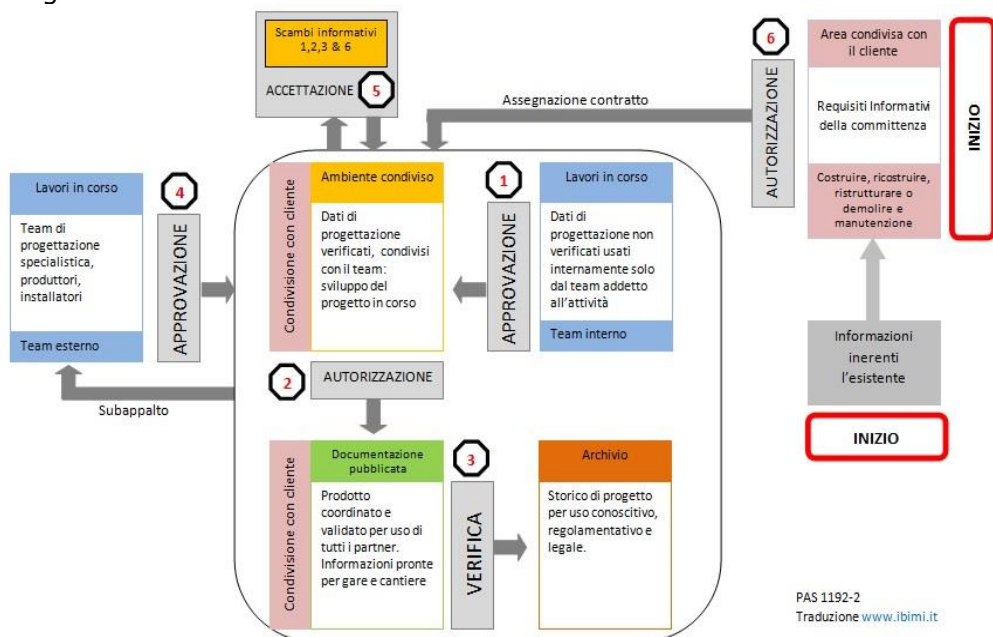 Scambi informativi
1,2,3 & 6
ACCETTAZIONE
5
Assegnazione contratto
6
AUTORIZZAZIONE
Area condivisa con
il cliente
Requisiti Informativi
della committenza
Costruire, ricostruire,
ristrutturare o
demolire e
manutenzione
INIZIO
Lavori in corso
Team di
progettazione
specialistica,
produttori,
installatori
Team esterno
4
APPROVAZIONE
Subappalto
Condivisione con cliente
Ambiente condiviso
Dati di
progettazione
verificati, condivisi
con il team:
sviluppo del
progetto in corso
1
APPROVAZIONE
Lavori in corso
Dati di
progettazione non
verificati usati
internamente solo
dal team addetto
all'attività
Team interno
Informazioni
inerenti
l'esistente
INIZIO
2
AUTORIZZAZIONE
Condivisione con cliente
Documentazione
pubblicata
Prodotto
coordinato e
validato per uso di
tutti i partner.
Informazioni pronte
per gare e cantiere
3
VERIFICA
Archivio
Storico di progetto
per uso conoscitivo,
regolamentativo e
legale.
PAS 1192-2
Traduzione www.ibimi.it